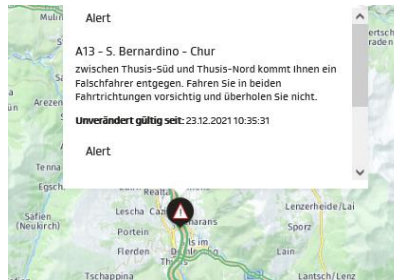 Alert
A13 - S. Bernardino - Chur
zwischen Thusis-Süd und Thusis-Nord kommt Ihnen ein
Falschfahrer entgegen. Fahren Sie in beiden
Fahrtrichtungen vorsichtig und überholen Sie nicht.
Unverändert gültig seit: 23.12.2021 10:35:31
Alert
Arezen
Tenna
Egsch
Realta
Safien
(Neukirch)
Lescha
Portein
Flerden
Tschappina
Lenzerheide/Lai
Sporz
Lain
Lantsch/Lenz